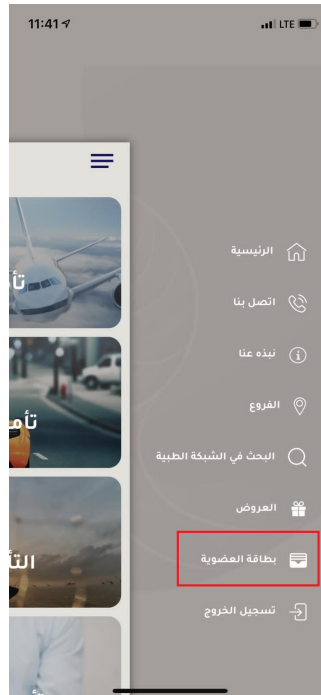 11:41
LTE
الرئيسية
اتصل بنا
نبذه عنا
الفروع
البحث في الشبكة الطبية
العروض
بطاقة العضوية
تسجيل الخروج